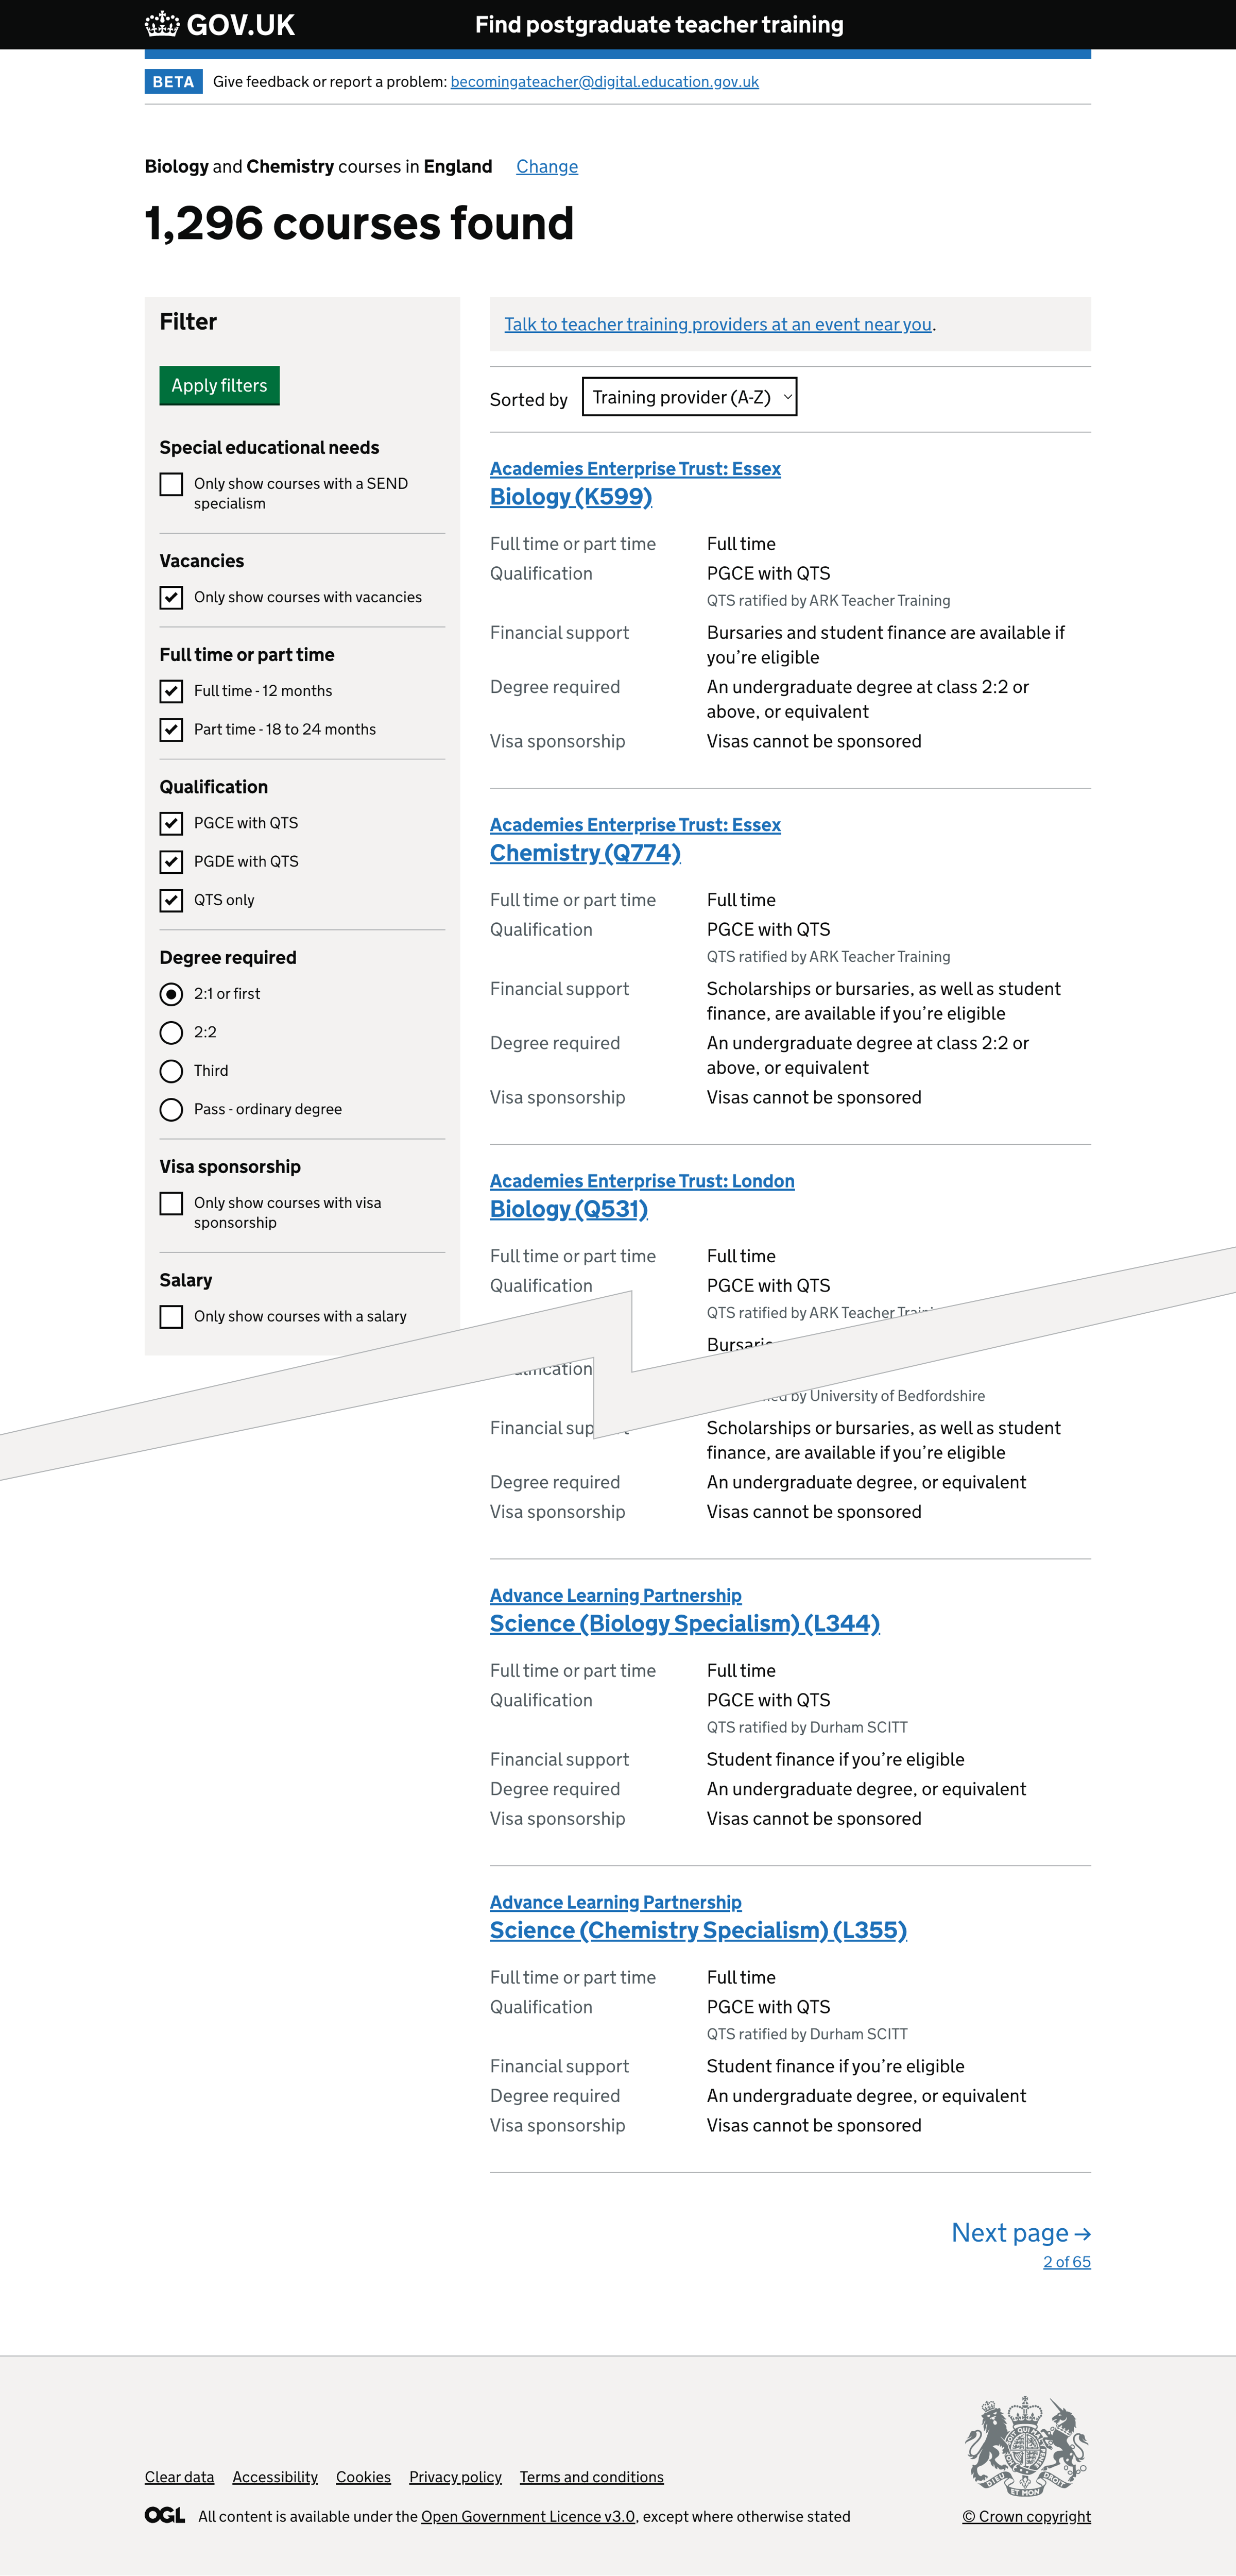 GOV.UK
Find postgraduate teacher training
BETA
Give feedback or report a problem: becomingateacher@digital.education.gov.uk
Biology and Chemistry courses in England Change
1,296 courses found
Filter
Apply filters
Special educational needs
Only show courses with a SEND
specialism
Vacancies
Only show courses with vacancies
Full time or part time
Full time - 12 months
Part time - 18 to 24 months
Qualification
PGCE with QTS
PGDE with QTS
QTS only
Degree required
2:1 or first
2:2
Third
Pass - ordinary degree
Visa sponsorship
Only show courses with visa
sponsorship
Salary
Only show courses with a salary
Talk to teacher training providers at an event near you.
Sorted by Training provider (A-Z)
Academies Enterprise Trust: Essex
Biology (K599)
Full time or part time Full time
Qualification PGCE with QTS
QTS ratified by ARK Teacher Training
Financial support Bursaries and student finance are available if
you’re eligible
Degree required An undergraduate degree at class 2:2 or
above, or equivalent
Visa sponsorship Visas cannot be sponsored
Academies Enterprise Trust: Essex
Chemistry (Q774)
Full time or part time Full time
Qualification PGCE with QTS
QTS ratified by ARK Teacher Training
Financial support Scholarships or bursaries, as well as student
finance, are available if you’re eligible
Degree required An undergraduate degree at class 2:2 or
above, or equivalent
Visa sponsorship Visas cannot be sponsored
Academies Enterprise Trust: London
Biology (Q531)
Full time or part time Full time
Qualification PGCE with QTS
QTS ratified by ARK Teacher
by University of Bedfordshire
Financial Scholarships or bursaries, as well as student
finance, are available if you’re eligible
Degree required An undergraduate degree, or equivalent
Visa sponsorship Visas cannot be sponsored
Advance Learning Partnership
Science (Biology Specialism) (L344)
Full time or part time Full time
Qualification PGCE with QTS
QTS ratified by Durham SCITT
Financial support Student finance if you’re eligible
Degree required An undergraduate degree, or equivalent
Visa sponsorship Visas cannot be sponsored
Advance Learning Partnership
Science (Chemistry Specialism) (L355)
Full time or part time Full time
Qualification PGCE with QTS
QTS ratified by Durham SCITT
Financial support Student finance if you’re eligible
Degree required An undergraduate degree, or equivalent
Visa sponsorship Visas cannot be sponsored
Next page →
2 of 65
Clear data Accessibility Cookies Privacy policy Terms and conditions
OGL All content is available under the Open Government Licence v3.0, except where otherwise stated
© Crown copyright